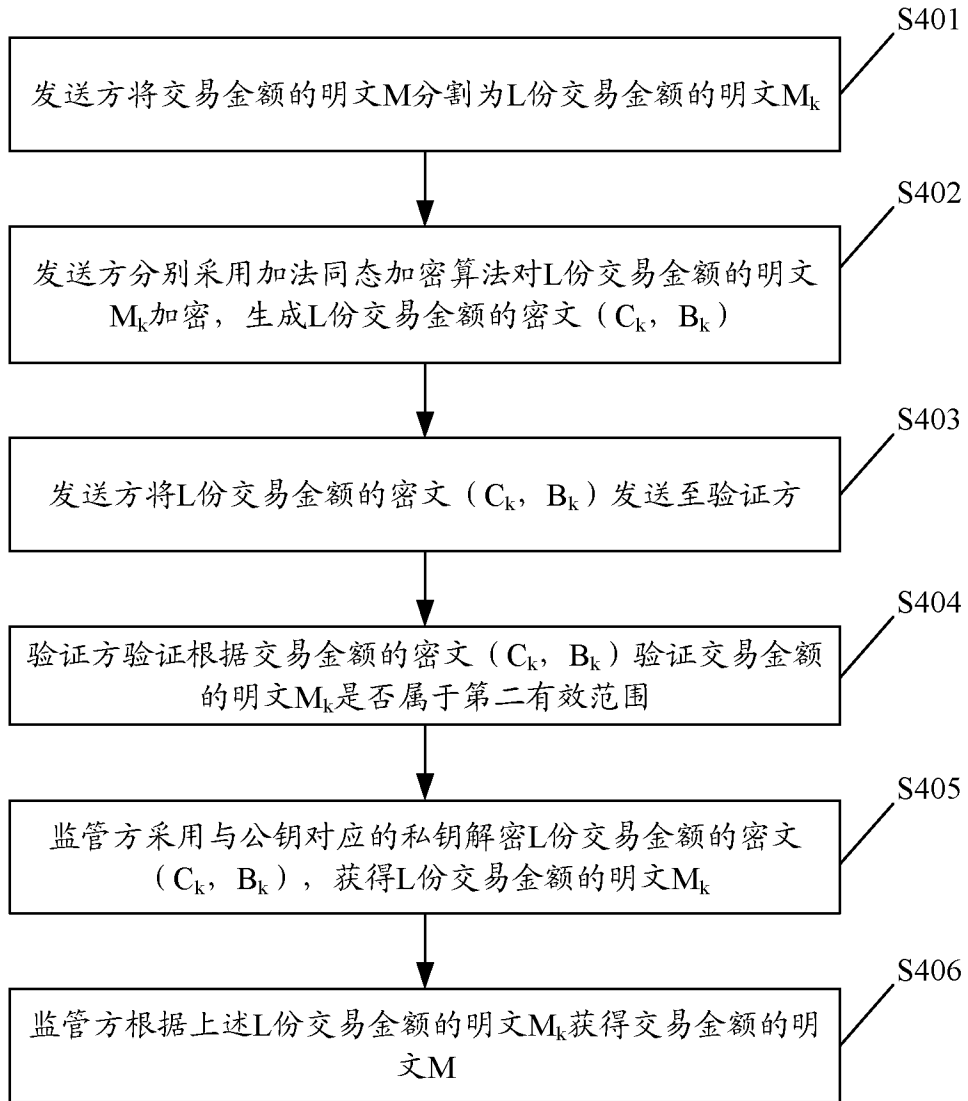 S401
发送方将交易金额的明文M分割为L份交易金额的明文Mk
S402
发送方分别采用加法同态加密算法对L份交易金额的明文
Mk加密，生成L份交易金额的密文（Ck，Bk）
S403
发送方将L份交易金额的密文（Ck，Bk）发送至验证方
S404
验证方验证根据交易金额的密文（Ck，Bk）验证交易金额
的明文Mk是否属于第二有效范围
S405
监管方采用与公钥对应的私钥解密L份交易金额的密文
（Ck，Bk），获得L份交易金额的明文Mk
S406
监管方根据上述L份交易金额的明文Mk获得交易金额的明
文M